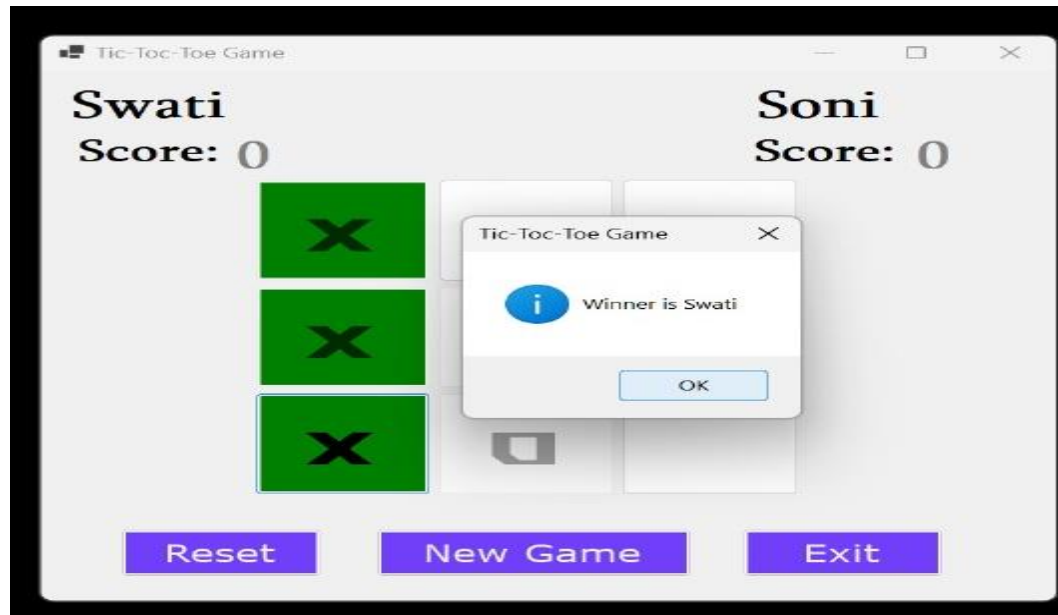 Tic-Toc-Toe Game
Swati
Soni
Score: 0
Score: 0
X
Tic-Toc-Toe Game
Winner is Swati
OK
X
X
Reset
New Game
Exit